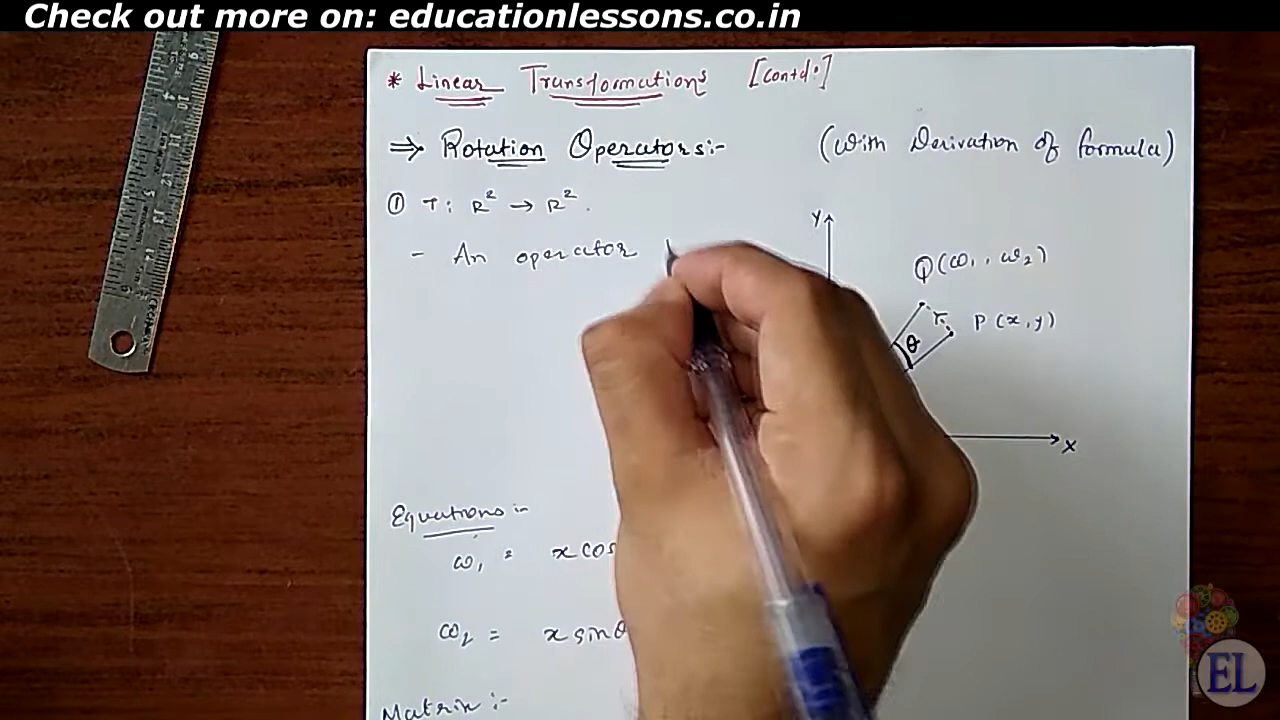 Check out more on: educationlessons.co.in
* Linear Transformations [Contd:]
⇒ Rotation Operators:- (With Derivation of formula)
① T: R² → R².
- An operator
Y
Q(ω₁, ω₂)
P(x,y)
θ
X
Equations:-
ω₁ = x cos
ω₂ = x sinθ
Matrix:-
EL